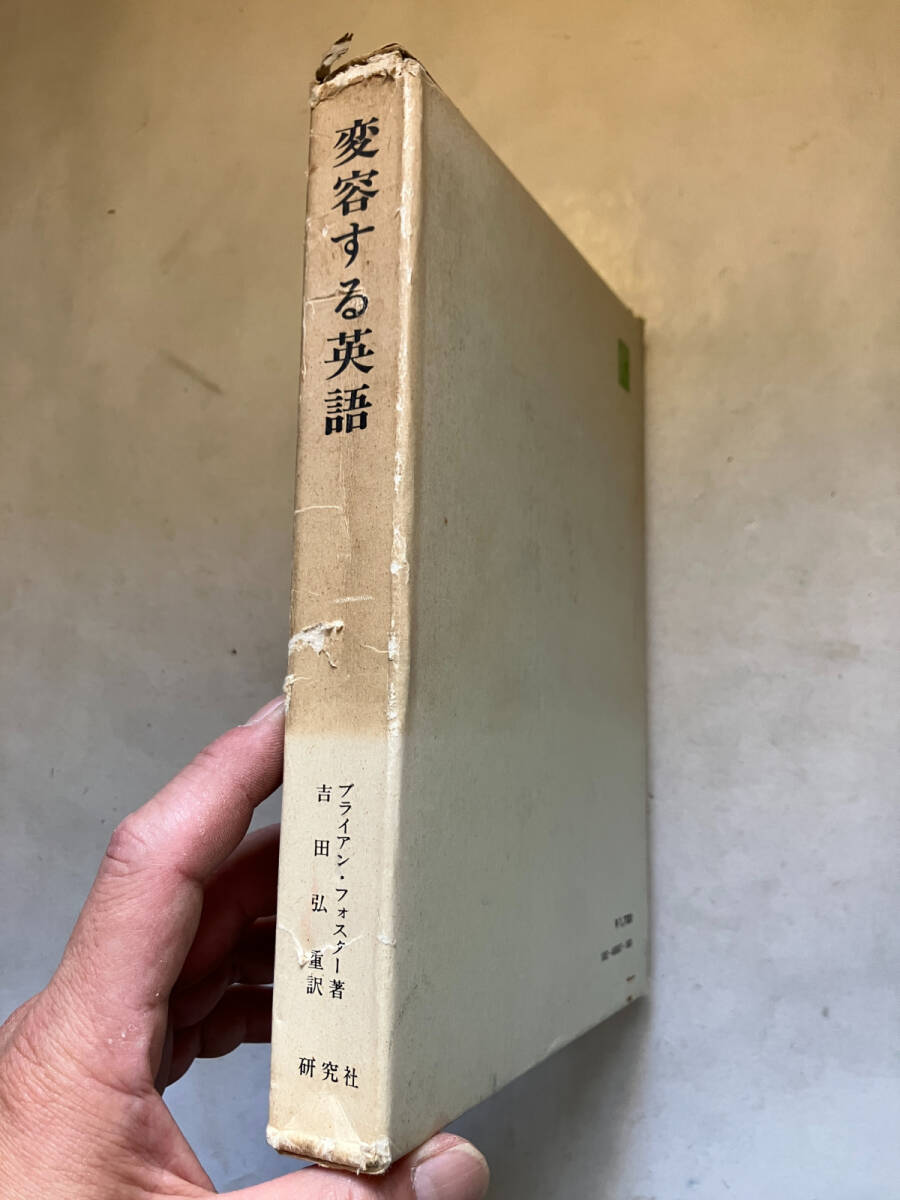 変容する英語
ブライアン・フォスター著
吉田弘重訳
研究社